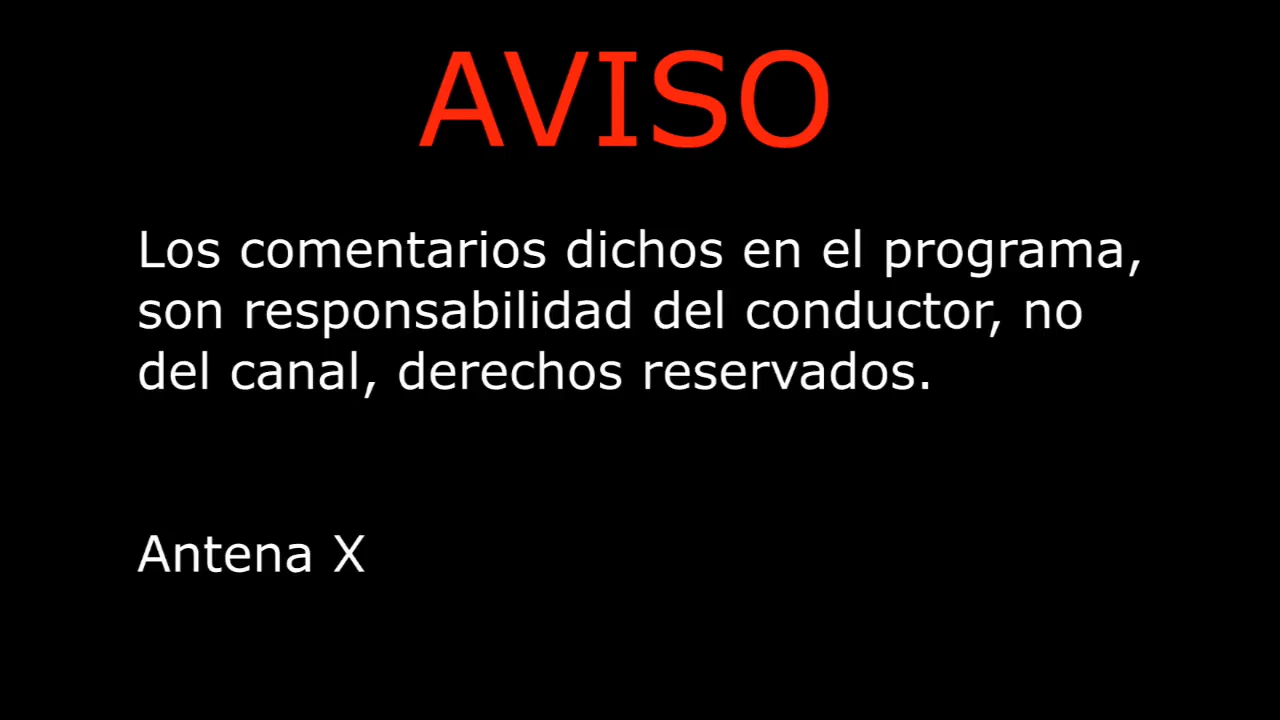 AVISO
Los comentarios dichos en el programa,
son responsabilidad del conductor, no
del canal, derechos reservados.
Antena X